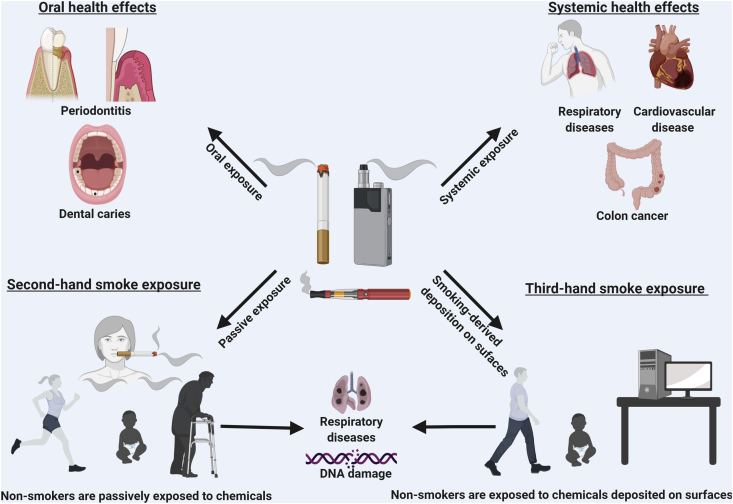 Oral health effects
Systemic health effects
Periodontitis
Respiratory
diseases
Cardiovascular
disease
Dental caries
Colon cancer
Oral exposure
Systemic exposure
Second-hand smoke exposure
Passive exposure
Smoking-derived
deposition on sufaces
Third-hand smoke exposure
Respiratory
diseases
DNA damage
Non-smokers are passively exposed to chemicals
Non-smokers are exposed to chemicals deposited on surfaces